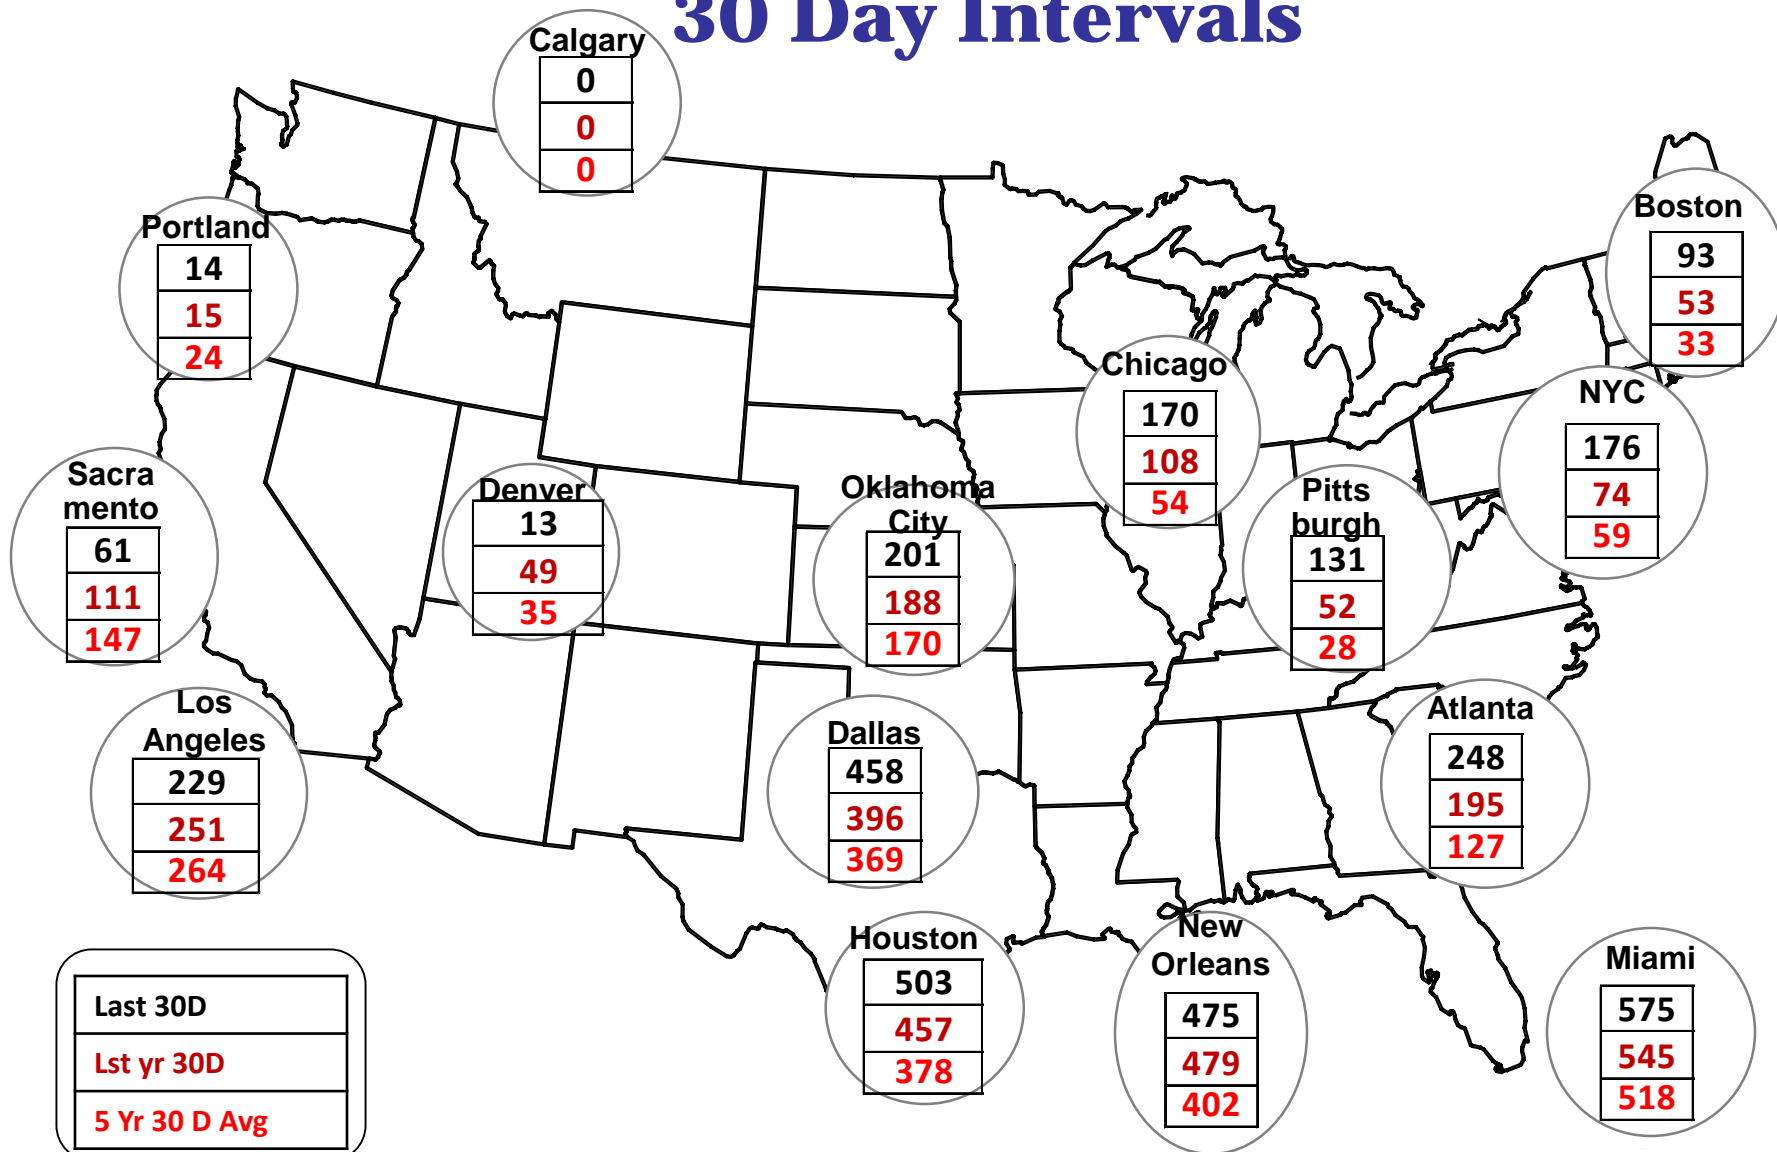 30 Day Intervals
Calgary
0
0
0
Portland
14
15
24
Boston
93
53
33
Chicago
170
108
54
NYC
176
74
59
Sacra
mento
61
111
147
Denver
13
49
35
Oklahoma
City
201
188
170
Pitts
burgh
131
52
28
Los
Angeles
229
251
264
Dallas
458
396
369
Atlanta
248
195
127
Houston
503
457
378
New
Orleans
475
479
402
Miami
575
545
518
Last 30D
Lst yr 30D
5 Yr 30 D Avg